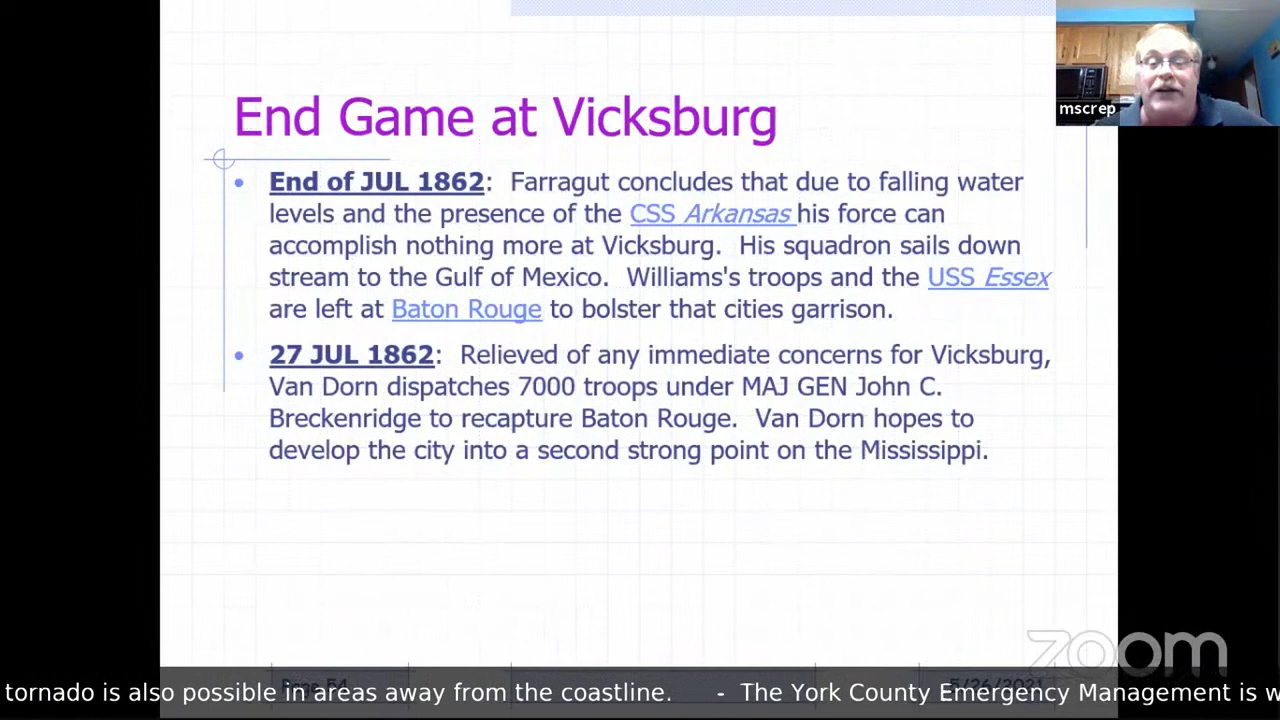 End Game at Vicksburg
mscrep
• End of JUL 1862: Farragut concludes that due to falling water
levels and the presence of the CSS Arkansas his force can
accomplish nothing more at Vicksburg. His squadron sails down
stream to the Gulf of Mexico. Williams's troops and the USS Essex
are left at Baton Rouge to bolster that cities garrison.
• 27 JUL 1862: Relieved of any immediate concerns for Vicksburg,
Van Dorn dispatches 7000 troops under MAJ GEN John C.
Breckenridge to recapture Baton Rouge. Van Dorn hopes to
develop the city into a second strong point on the Mississippi.
zoom
Page 54
5/26/2021
tornado is also possible in areas away from the coastline. - The York County Emergency Management is w